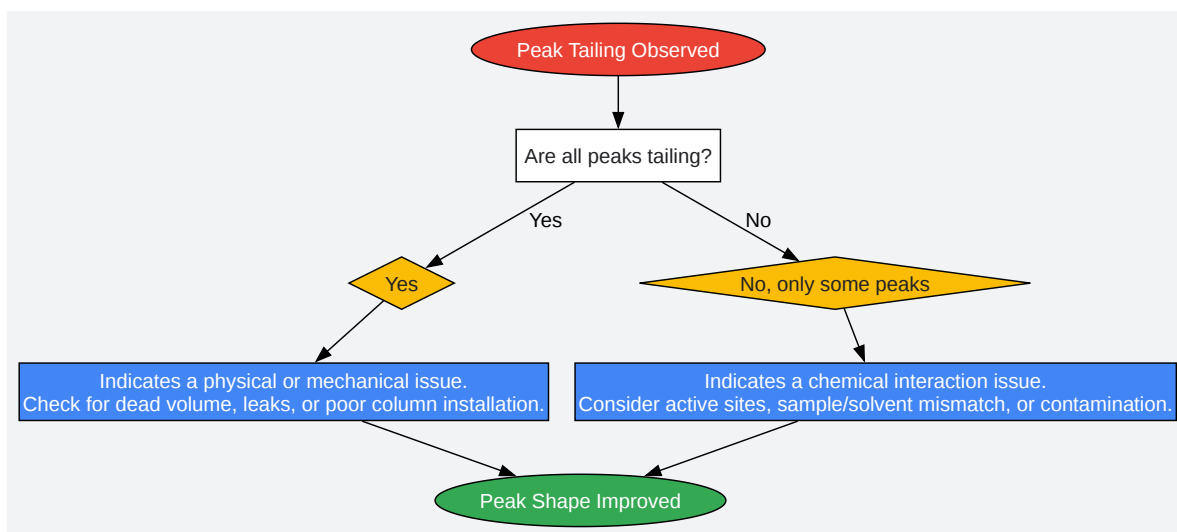 Peak Tailing Observed
Are all peaks tailing?
Yes
No
Yes
No, only some peaks
Indicates a physical or mechanical issue.
Check for dead volume, leaks, or poor column installation.
Indicates a chemical interaction issue.
Consider active sites, sample/solvent mismatch, or contamination.
Peak Shape Improved